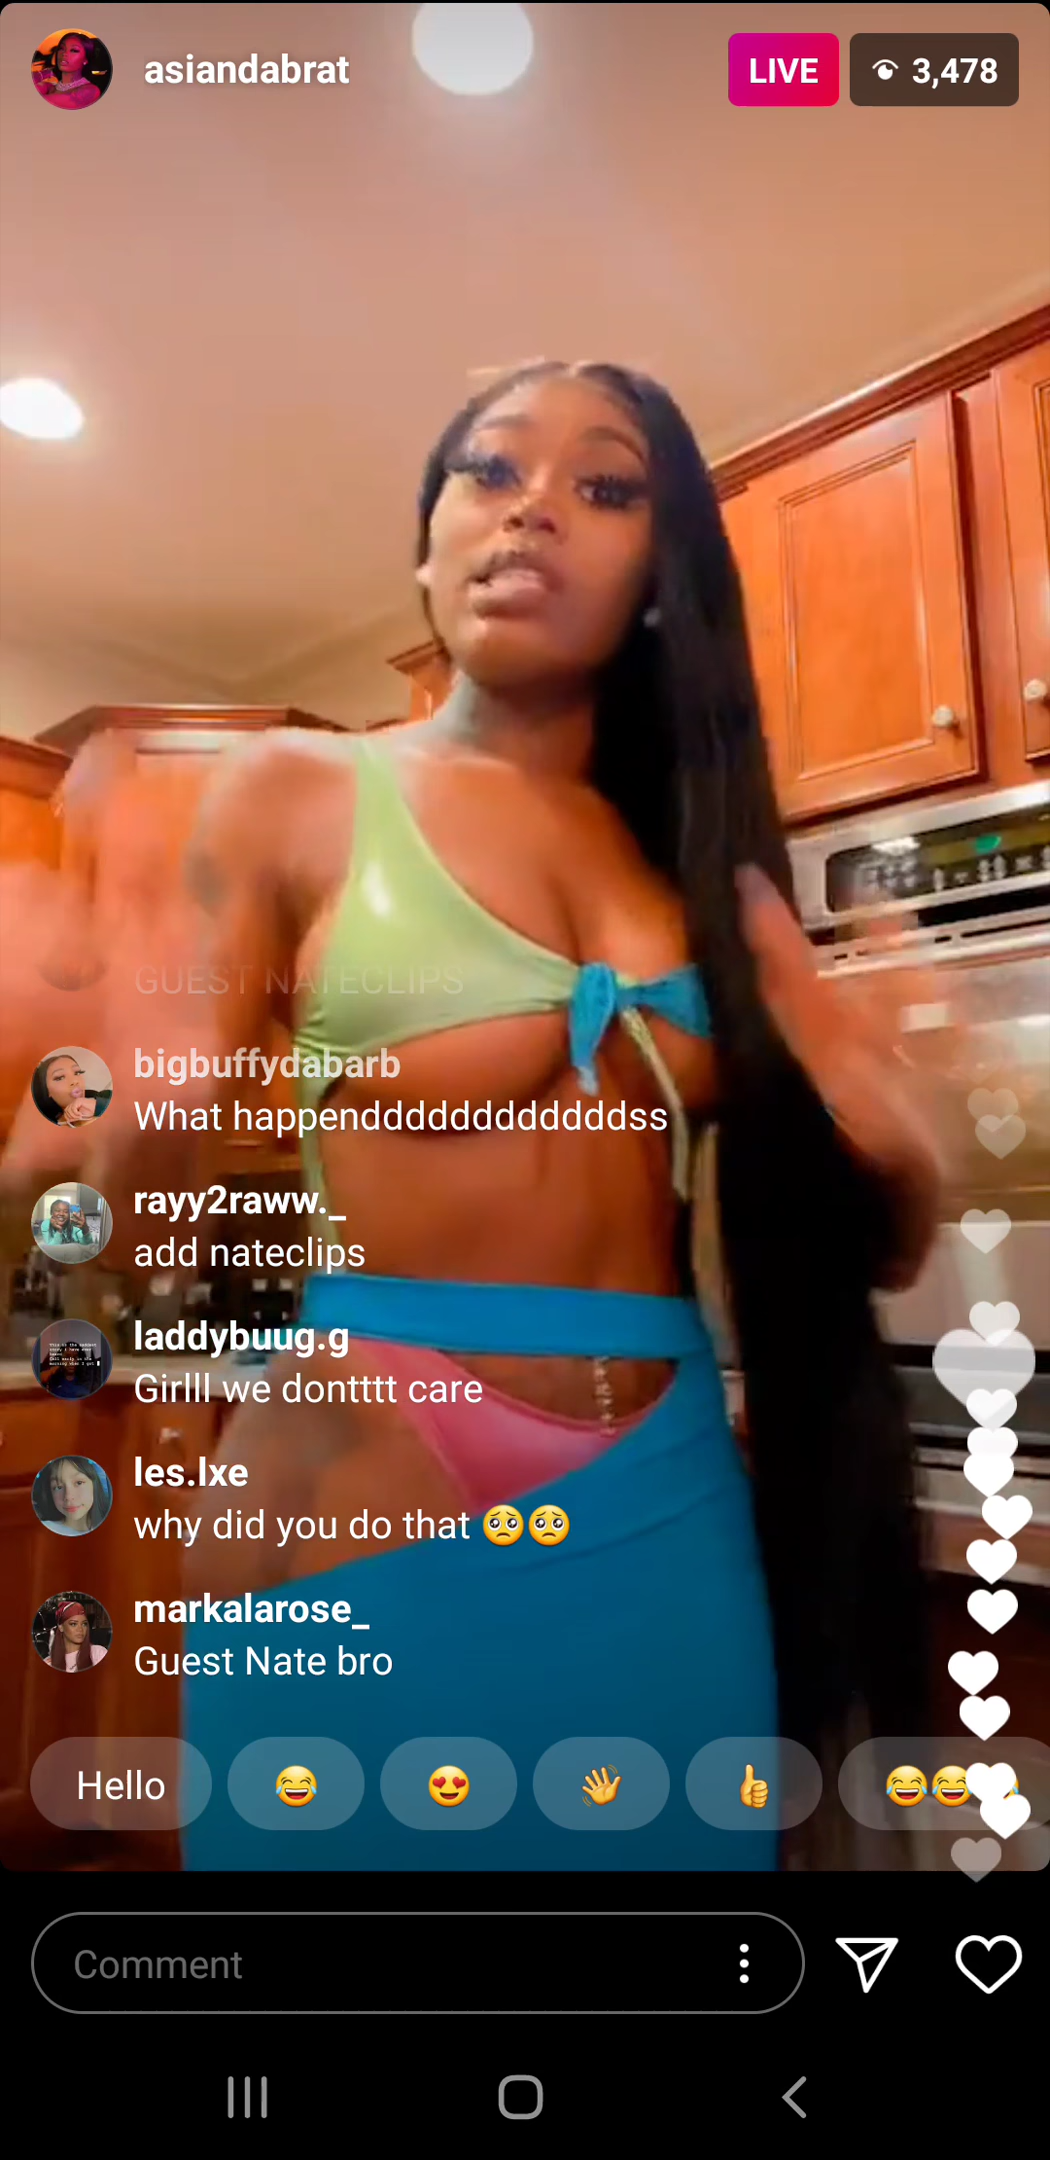 asiandabrat
LIVE
3,478
GUEST NATECLIPS
bigbuffydabarb
What happenddddddddddddss
rayy2raww._
add nateclips
laddybuug.g
Girlll we dontttt care
les.lxe
why did you do that 🥺🥺
markalarose_
Guest Nate bro
Hello 😂 😍 👋 👍 😂😂
Comment